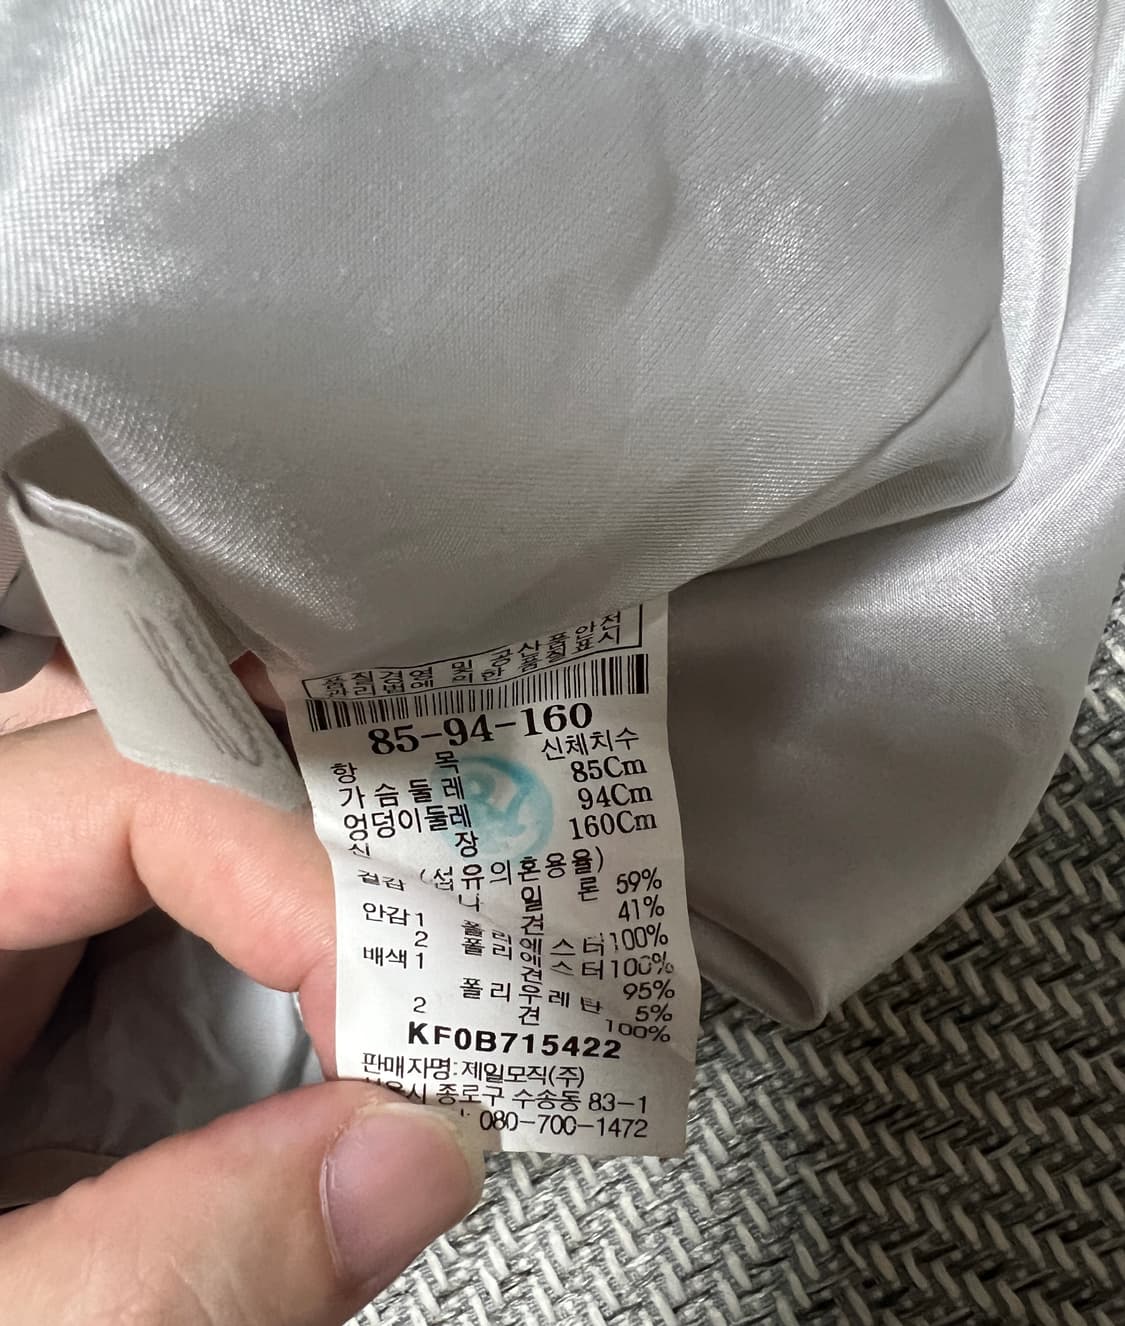 품질경영 및 공산품안전
관리법에 의한 품질표시
85-94-160
항 목 신체치수
가슴둘레 85Cm
엉덩이둘레 94Cm
신 장 160Cm
(섬유의혼용율)
겉감 나 일 론 59%
견 41%
안감1 폴리에스터100%
2 폴리에스터100%
배색1 견 95%
폴리우레탄 5%
2 견 100%
KF0B715422
판매자명:제일모직(주)
서울시 종로구 수송동 83-1
080-700-1472